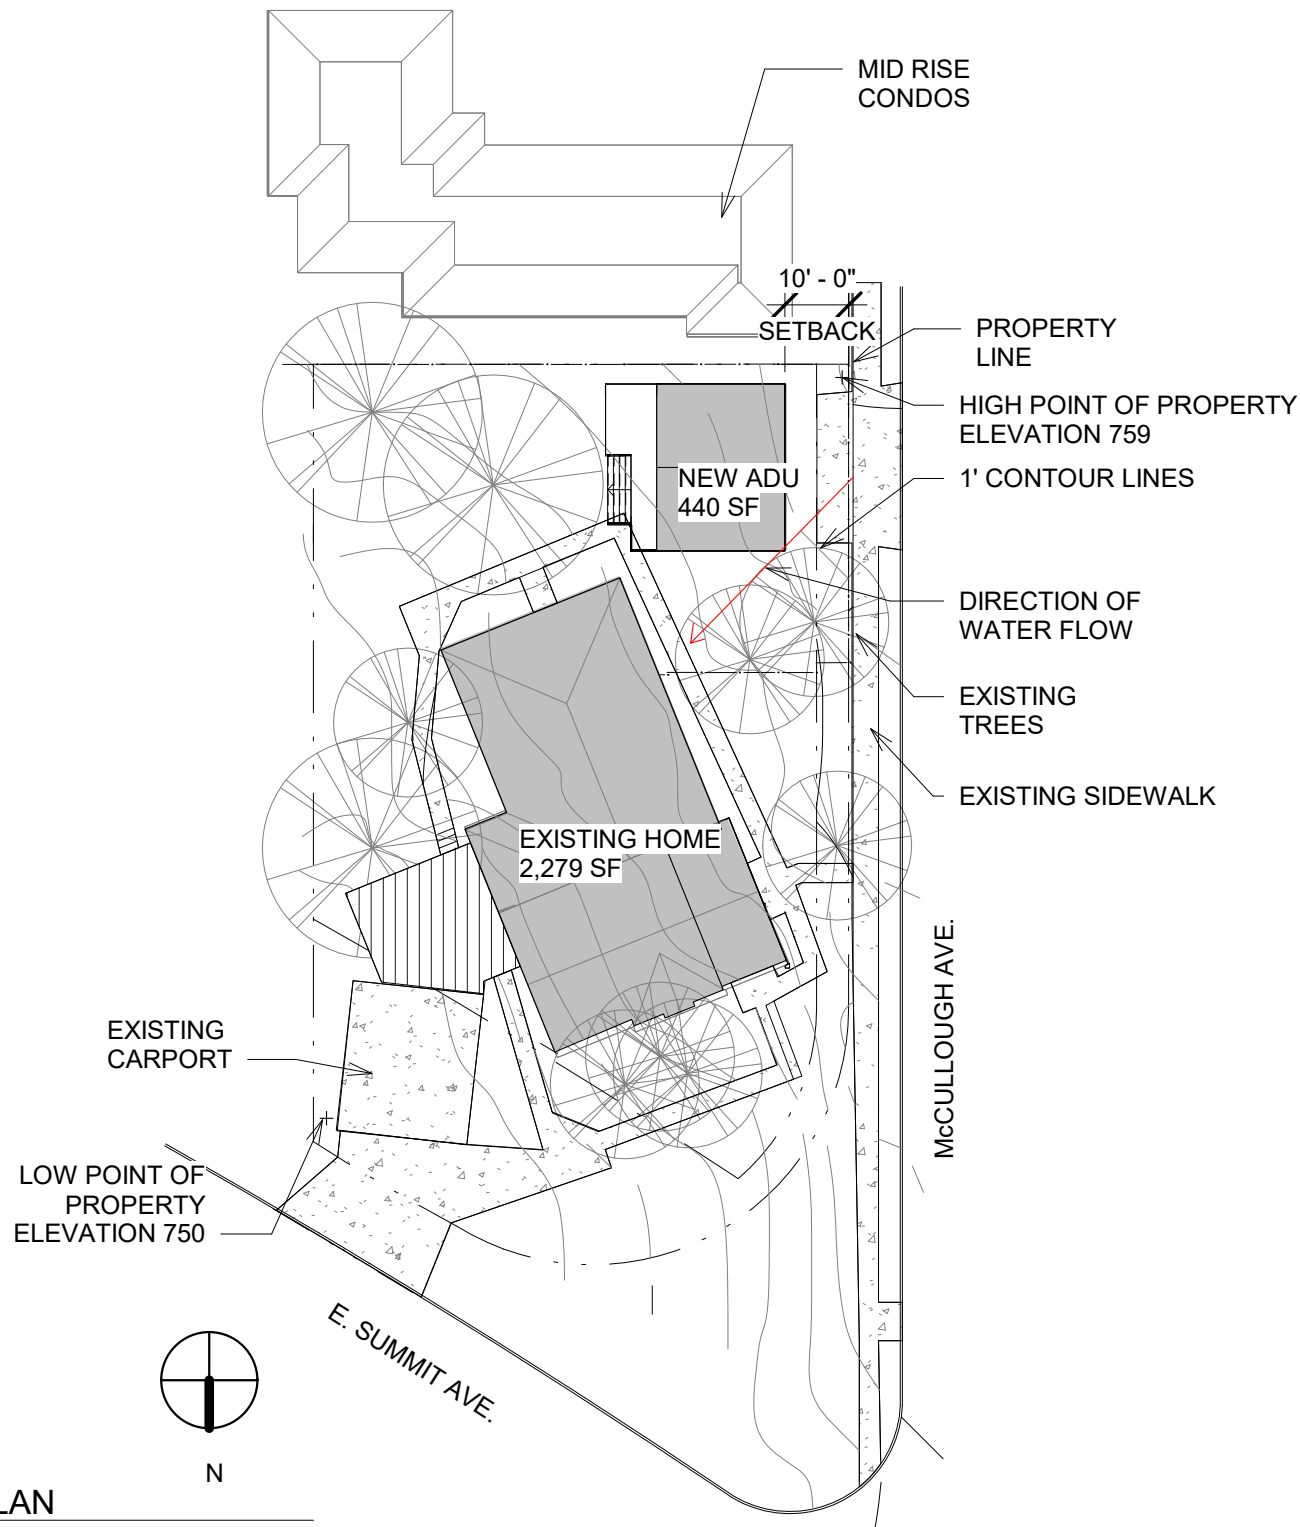 MID RISE
CONDOS
10' - 0"
SETBACK
PROPERTY
LINE
HIGH POINT OF PROPERTY
ELEVATION 759
1' CONTOUR LINES
NEW ADU
440 SF
DIRECTION OF
WATER FLOW
EXISTING
TREES
EXISTING SIDEWALK
EXISTING HOME
2,279 SF
McCULLOUGH AVE.
EXISTING
CARPORT
LOW POINT OF
PROPERTY
ELEVATION 750
E. SUMMIT AVE.
N
LAN